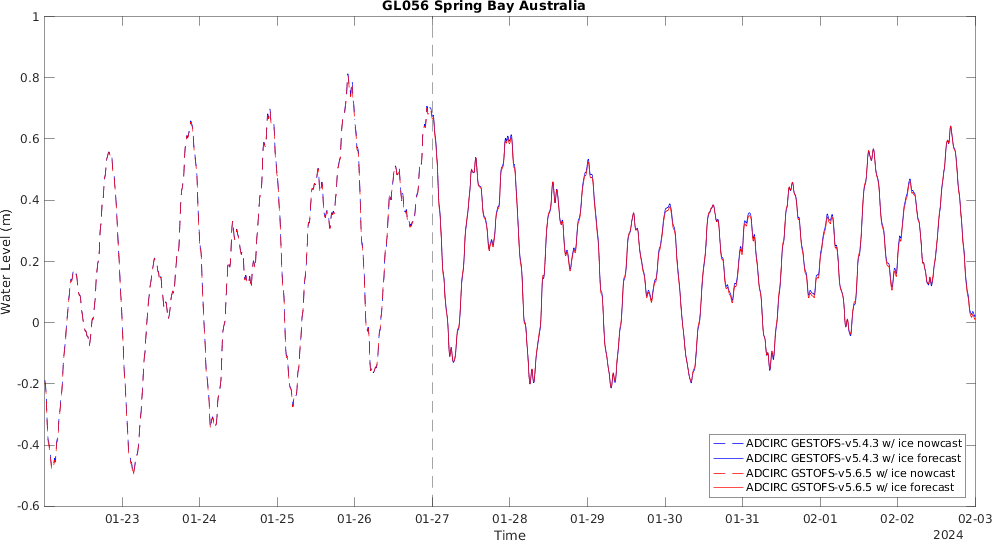 GL056 Spring Bay Australia
1
0.8
0.6
0.4
0.2
0
-0.2
-0.4
-0.6
Water Level (m)
01-23 01-24 01-25 01-26 01-27 01-28 01-29 01-30 01-31 02-01 02-02 02-03
Time
2024
ADCIRC GESTOFS-v5.4.3 w/ ice nowcast
ADCIRC GESTOFS-v5.4.3 w/ ice forecast
ADCIRC GSTOFS-v5.6.5 w/ ice nowcast
ADCIRC GSTOFS-v5.6.5 w/ ice forecast